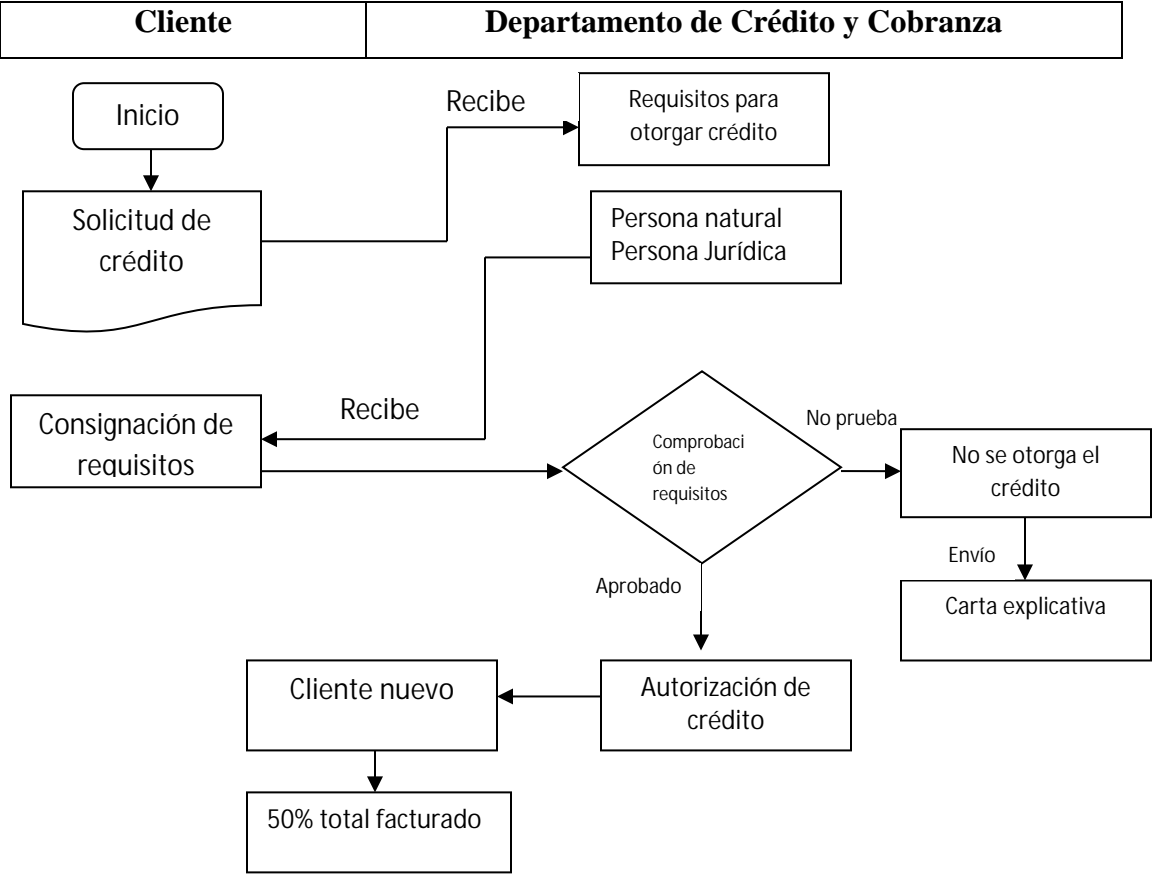 Cliente
Departamento de Crédito y Cobranza
Inicio
Recibe
Requisitos para
otorgar crédito
Solicitud de
crédito
Persona natural
Persona Jurídica
Consignación de
requisitos
Recibe
Comprobaci
ón de
requisitos
No prueba
No se otorga el
crédito
Envío
Carta explicativa
Aprobado
Autorización de
crédito
Cliente nuevo
50% total facturado